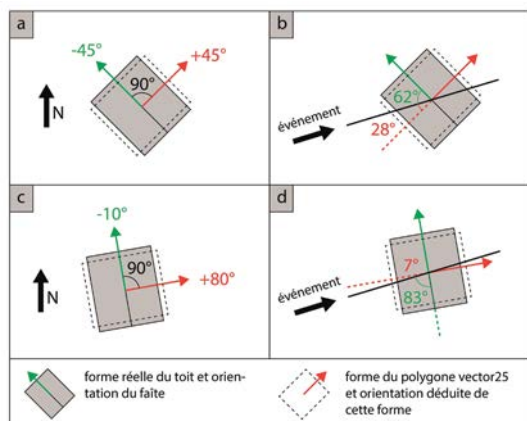 a
-45°
+45°
90°
N
b
62°
28°
événement
c
-10°
90°
+80°
N
d
7°
83°
événement
forme réelle du toit et orien-
tation du faîte
forme du polygone vector25
et orientation déduite de
cette forme